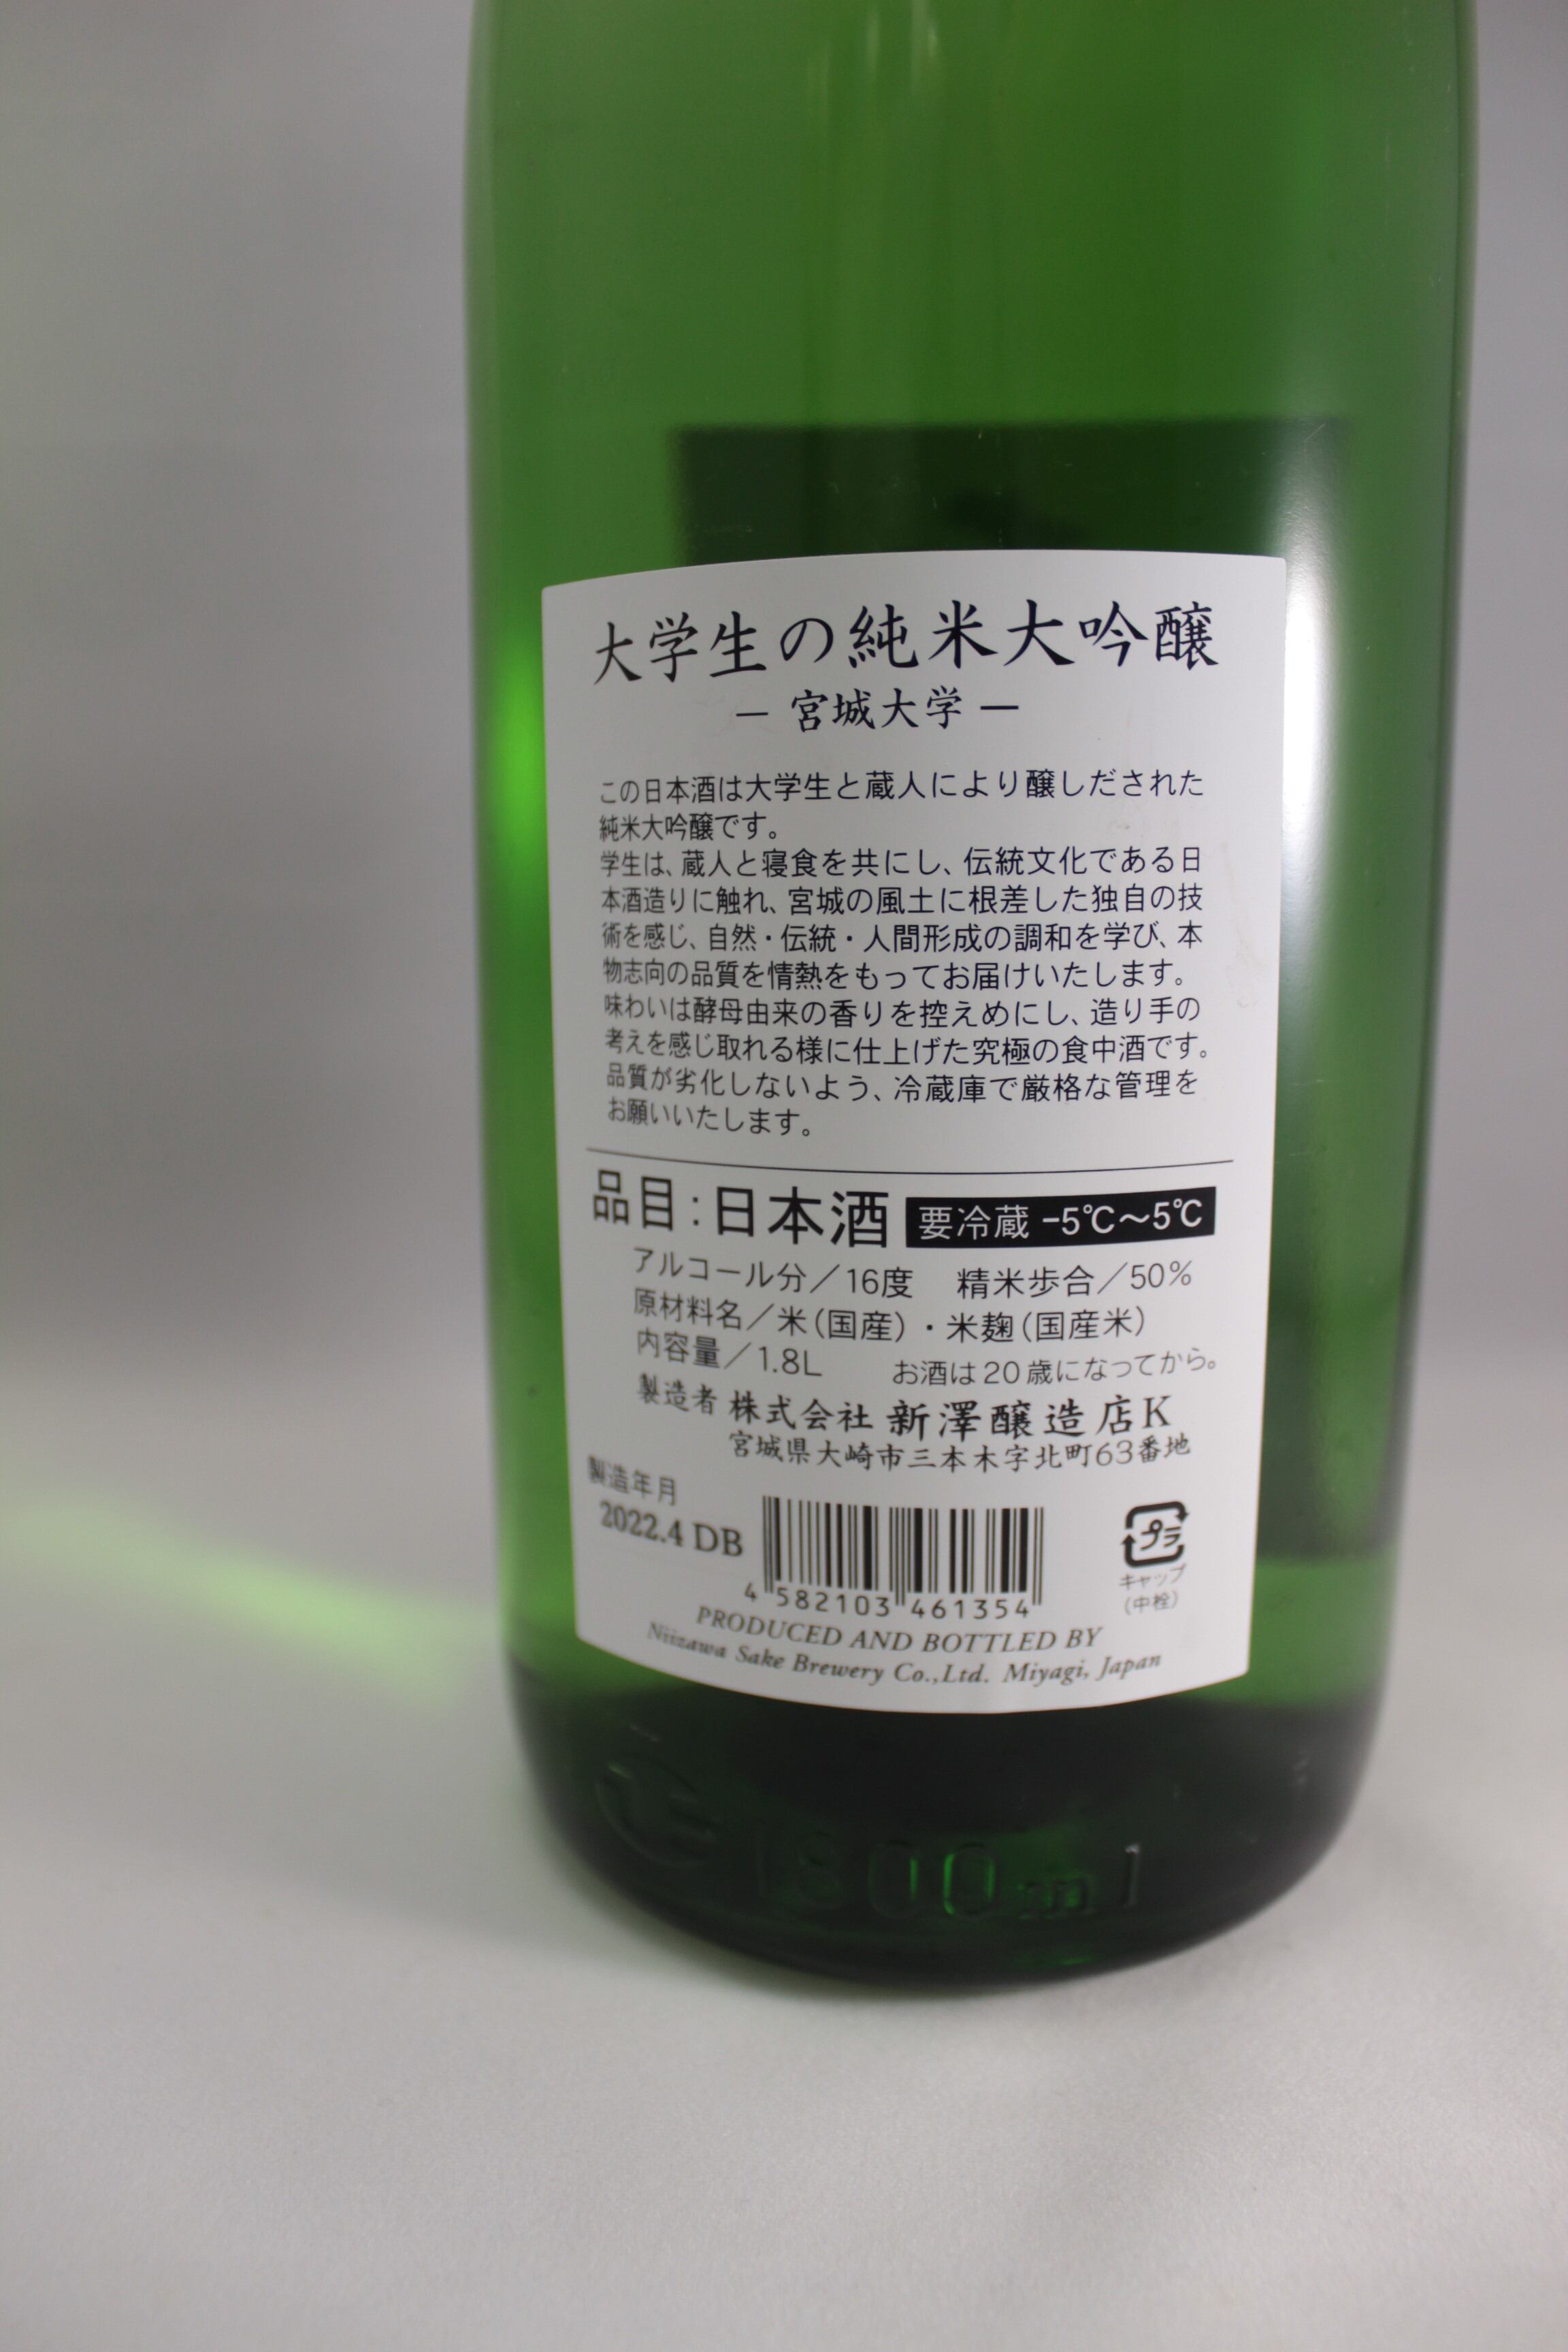 大学生の純米大吟醸
― 宮城大学 ―
この日本酒は大学生と蔵人により醸しだされた
純米大吟醸です。
学生は、蔵人と寝食を共にし、伝統文化である日
本酒造りに触れ、宮城の風土に根差した独自の技
術を感じ、自然・伝統・人間形成の調和を学び、本
物志向の品質を情熱をもってお届けいたします。
味わいは酵母由来の香りを控えめにし、造り手の
考えを感じ取れる様に仕上げた究極の食中酒です。
品質が劣化しないよう、冷蔵庫で厳格な管理を
お願いいたします。
品目:日本酒 要冷蔵 -5℃～5℃
アルコール分／16度 精米歩合／50%
原材料名／米(国産)・米麹(国産米)
内容量／1.8L お酒は20歳になってから。
製造者 株式会社 新澤醸造店K
宮城県大崎市三本木字北町63番地
製造年月
2022.4 DB
4 582103 461354
プラ
キャップ
(中栓)
PRODUCED AND BOTTLED BY
Niizawa Sake Brewery Co.,Ltd. Miyagi, Japan
1800ml